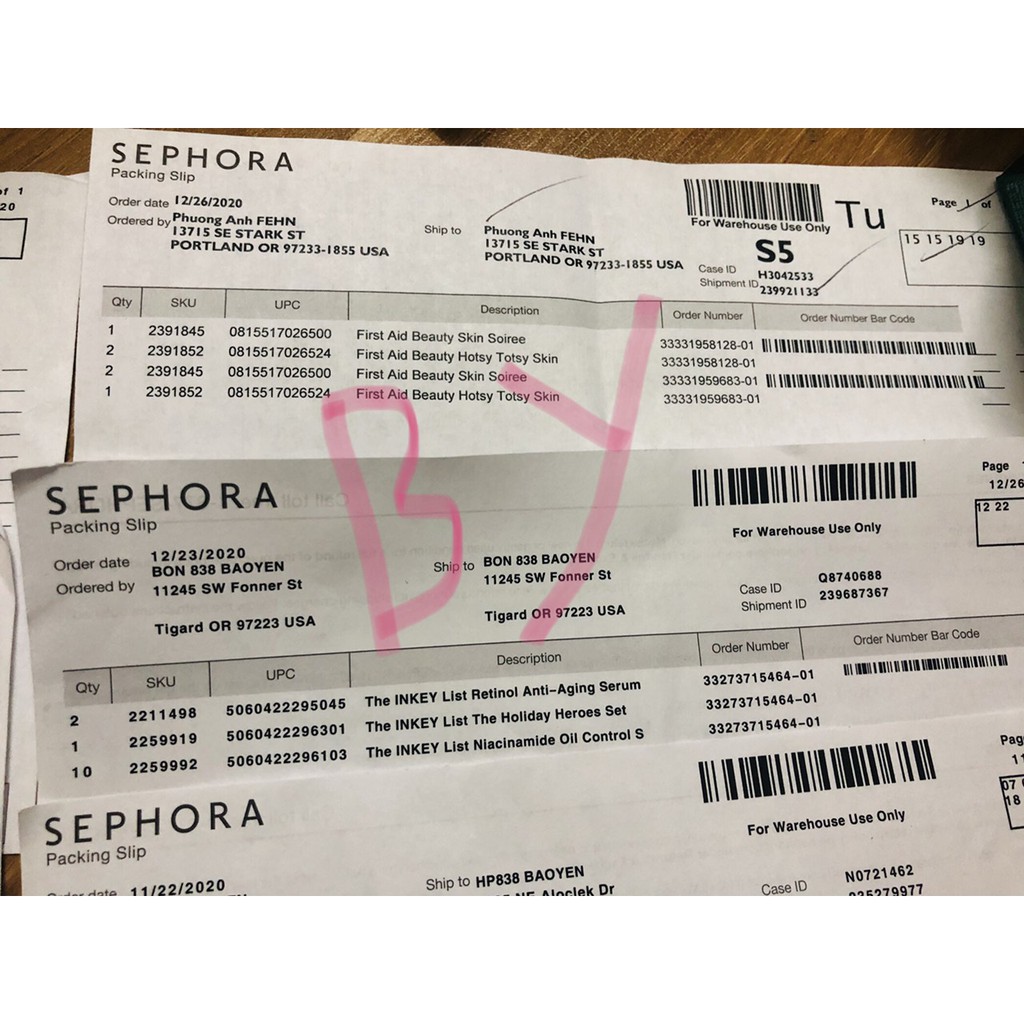 of 1
20
SEPHORA
Packing Slip
Order date 12/26/2020
Ordered by Phuong Anh FEHN
13715 SE STARK ST
PORTLAND OR 97233-1855 USA
Ship to Phuong Anh FEHN
13715 SE STARK ST
PORTLAND OR 97233-1855 USA
For Warehouse Use Only
Tu
S5
Case ID H3042533
Shipment ID 239921133
Page 1 of
15 15 19 19
Qty SKU UPC Description Order Number Order Number Bar Code
1 2391845 0815517026500 First Aid Beauty Skin Soiree 33331958128-01
2 2391852 0815517026524 First Aid Beauty Hotsy Totsy Skin 33331958128-01
2 2391845 0815517026500 First Aid Beauty Skin Soiree 33331959683-01
1 2391852 0815517026524 First Aid Beauty Hotsy Totsy Skin 33331959683-01
BY
SEPHORA
Packing Slip
Order date 12/23/2020
Ordered by BON 838 BAOYEN
11245 SW Fonner St
Tigard OR 97223 USA
Ship to BON 838 BAOYEN
11245 SW Fonner St
Tigard OR 97223 USA
For Warehouse Use Only
Case ID Q8740688
Shipment ID 239687367
Page
12/26
12 22
Qty SKU UPC Description Order Number Order Number Bar Code
2 2211498 5060422295045 The INKEY List Retinol Anti-Aging Serum 33273715464-01
1 2259919 5060422296301 The INKEY List The Holiday Heroes Set 33273715464-01
10 2259992 5060422296103 The INKEY List Niacinamide Oil Control S 33273715464-01
SEPHORA
Packing Slip
Order date 11/22/2020
Ship to HP838 BAOYEN
For Warehouse Use Only
Case ID N0721462
Pag
11
07
18